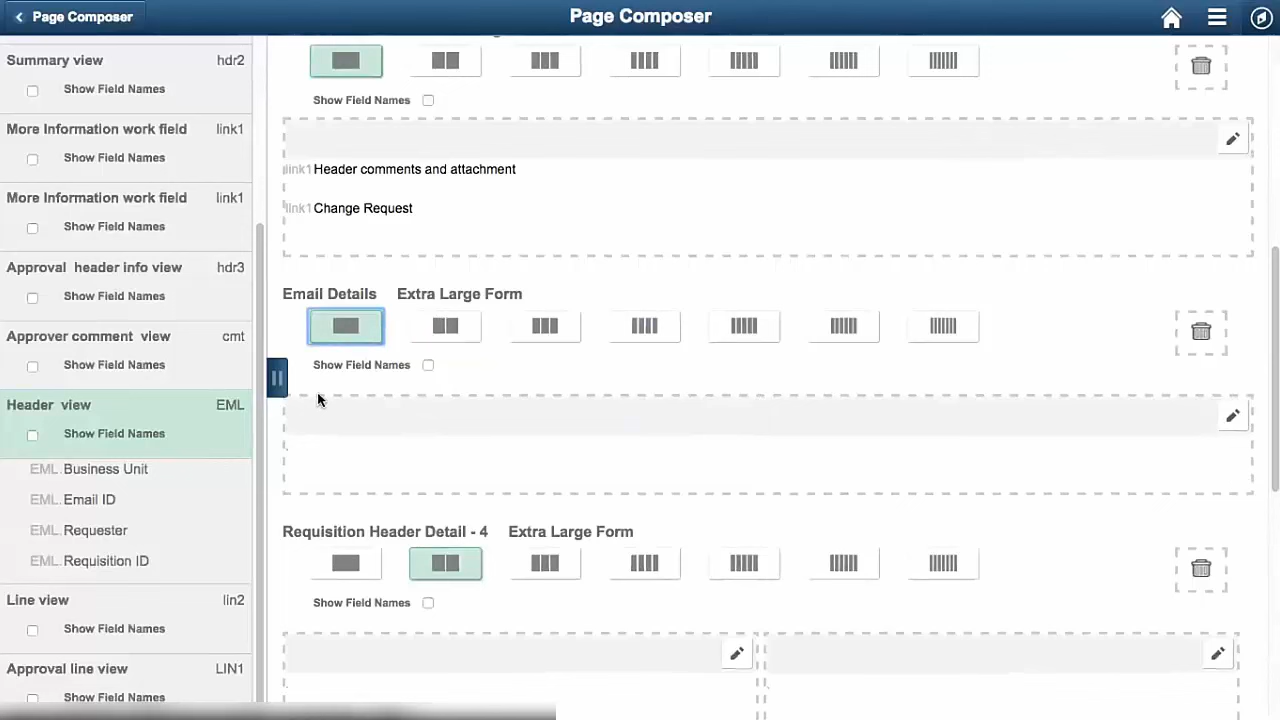 Page Composer
Page Composer
Summary view hdr2
Show Field Names
More Information work field link1
Show Field Names
More Information work field link1
Show Field Names
Approval header info view hdr3
Show Field Names
Approver comment view cmt
Show Field Names
Header view EML
Show Field Names
EML. Business Unit
EML. Email ID
EML. Requester
EML. Requisition ID
Line view lin2
Show Field Names
Approval line view LIN1
Show Field Names
Show Field Names
link1 Header comments and attachment
link1 Change Request
Email Details Extra Large Form
Show Field Names
Requisition Header Detail - 4 Extra Large Form
Show Field Names